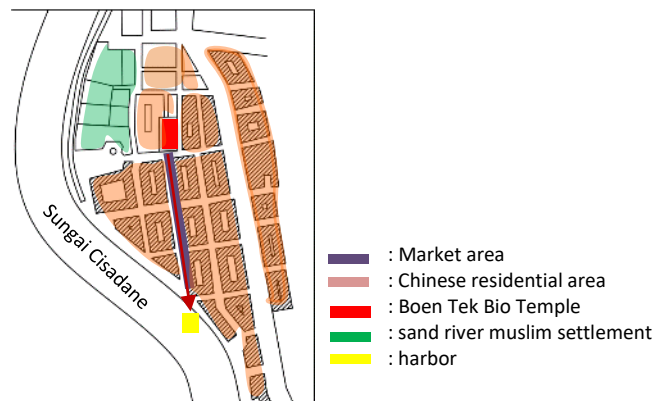 Sungai Cisadane
: Market area
: Chinese residential area
: Boen Tek Bio Temple
: sand river muslim settlement
: harbor